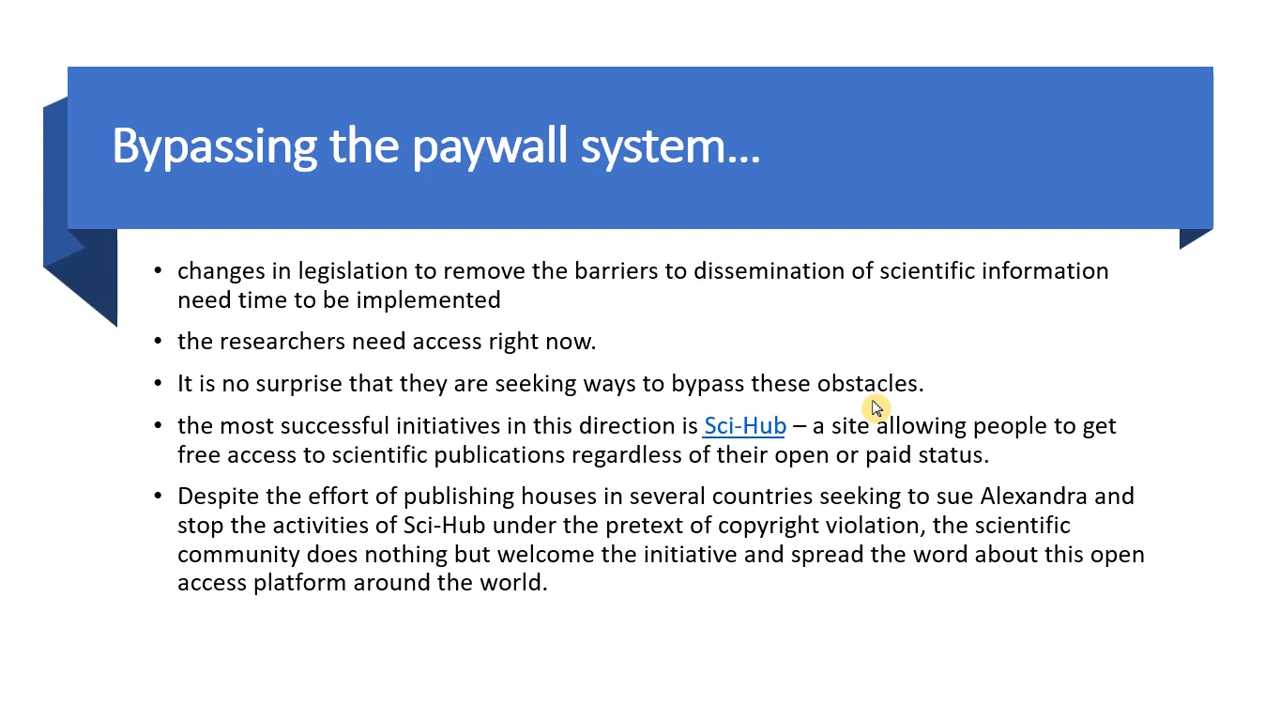 Bypassing the paywall system...
• changes in legislation to remove the barriers to dissemination of scientific information
need time to be implemented
• the researchers need access right now.
• It is no surprise that they are seeking ways to bypass these obstacles.
• the most successful initiatives in this direction is Sci-Hub – a site allowing people to get
free access to scientific publications regardless of their open or paid status.
• Despite the effort of publishing houses in several countries seeking to sue Alexandra and
stop the activities of Sci-Hub under the pretext of copyright violation, the scientific
community does nothing but welcome the initiative and spread the word about this open
access platform around the world.